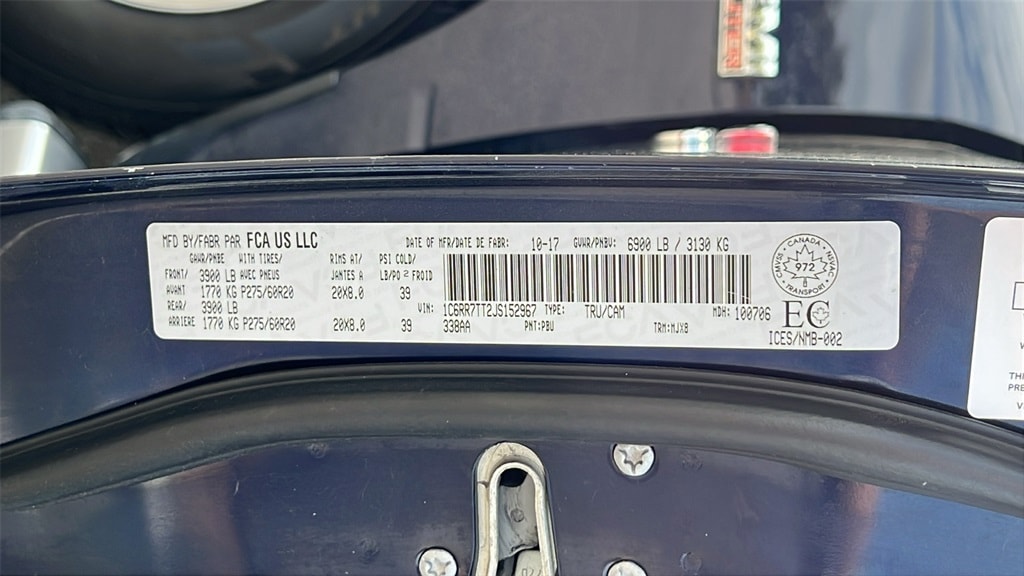 MFD BY/FABR PAR FCA US LLC DATE OF MFR/DATE DE FABR: 10-17 GVWR/PNBV: 6900 LB / 3130 KG
GAWR/PNBE WITH TIRES/ RIMS AT/ PSI COLD/
FRONT/ 3900 LB AVEC PNEUS JANTES A LB/PO² FROID
AVANT 1770 KG P275/60R20 20X8.0 39
REAR/ 3900 LB VIN: 1C6RR7TT2JS152967 TYPE: TRU/CAM MDH: 100706
ARRIERE 1770 KG P275/60R20 20X8.0 39 338AA PNT:PBU TRM:MJX8
CANADA
CMVSS 972 NSVAC
TRANSPORT
EC
ICES/NMB-002